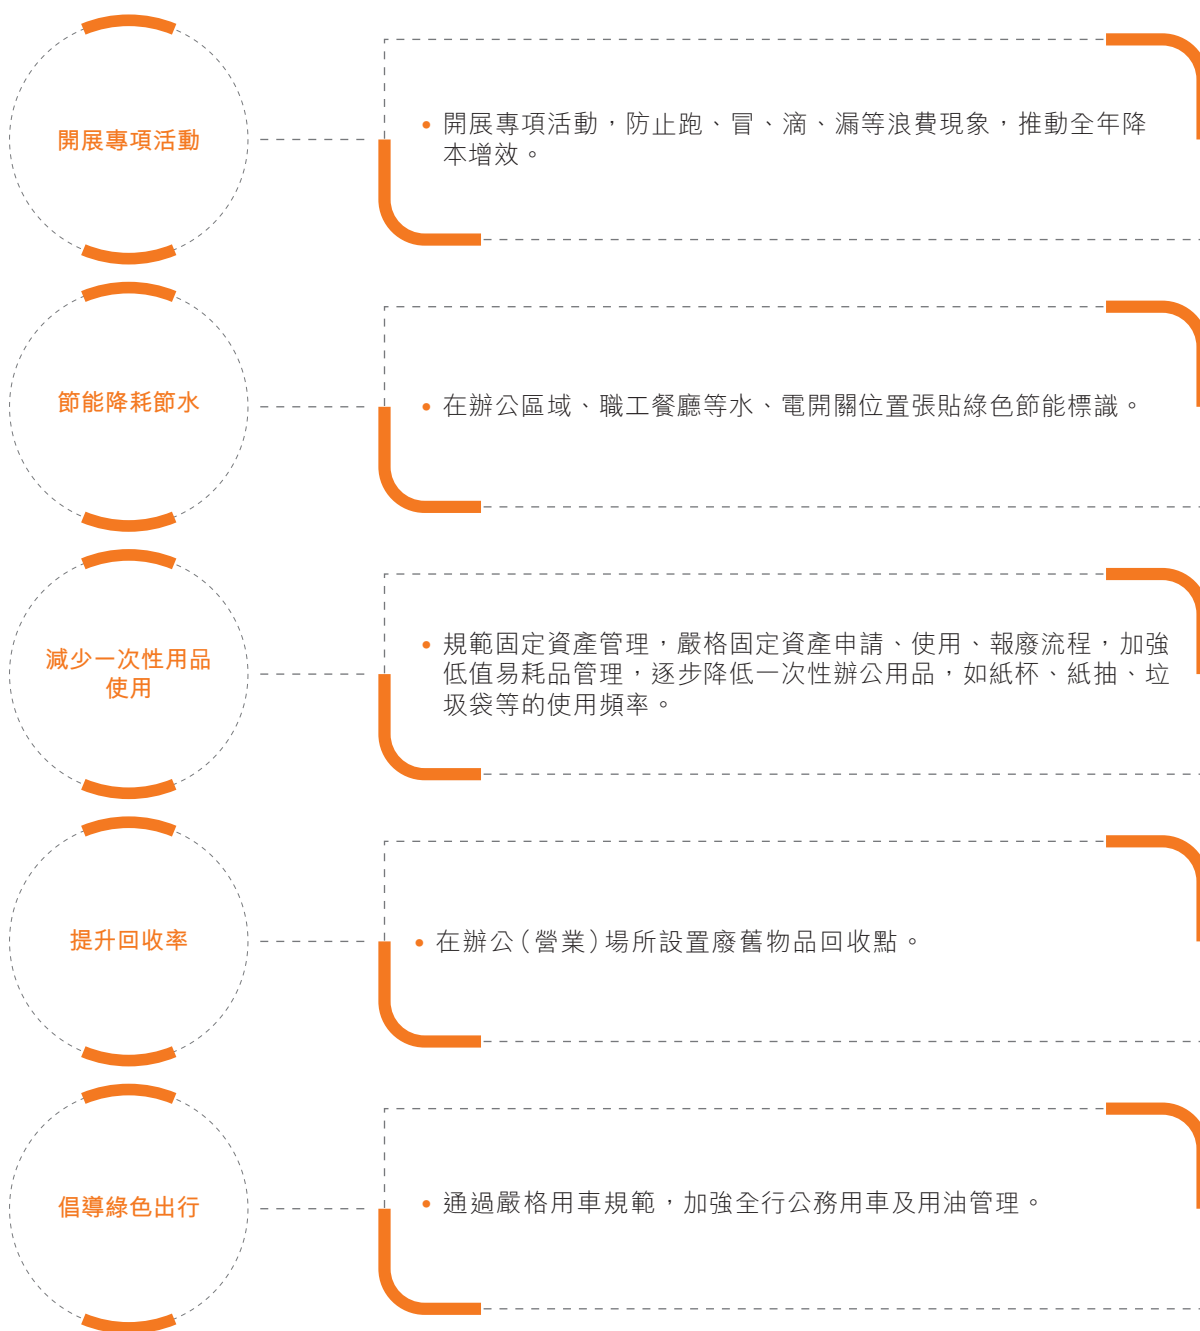 開展專項活動
• 開展專項活動，防止跑、冒、滴、漏等浪費現象，推動全年降
本增效。
節能降耗節水
• 在辦公區域、職工餐廳等水、電開關位置張貼綠色節能標識。
減少一次性用品
使用
• 規範固定資產管理，嚴格固定資產申請、使用、報廢流程，加強
低值易耗品管理，逐步降低一次性辦公用品，如紙杯、紙抽、垃
圾袋等的使用頻率。
提升回收率
• 在辦公（營業）場所設置廢舊物品回收點。
倡導綠色出行
• 通過嚴格用車規範，加強全行公務用車及用油管理。